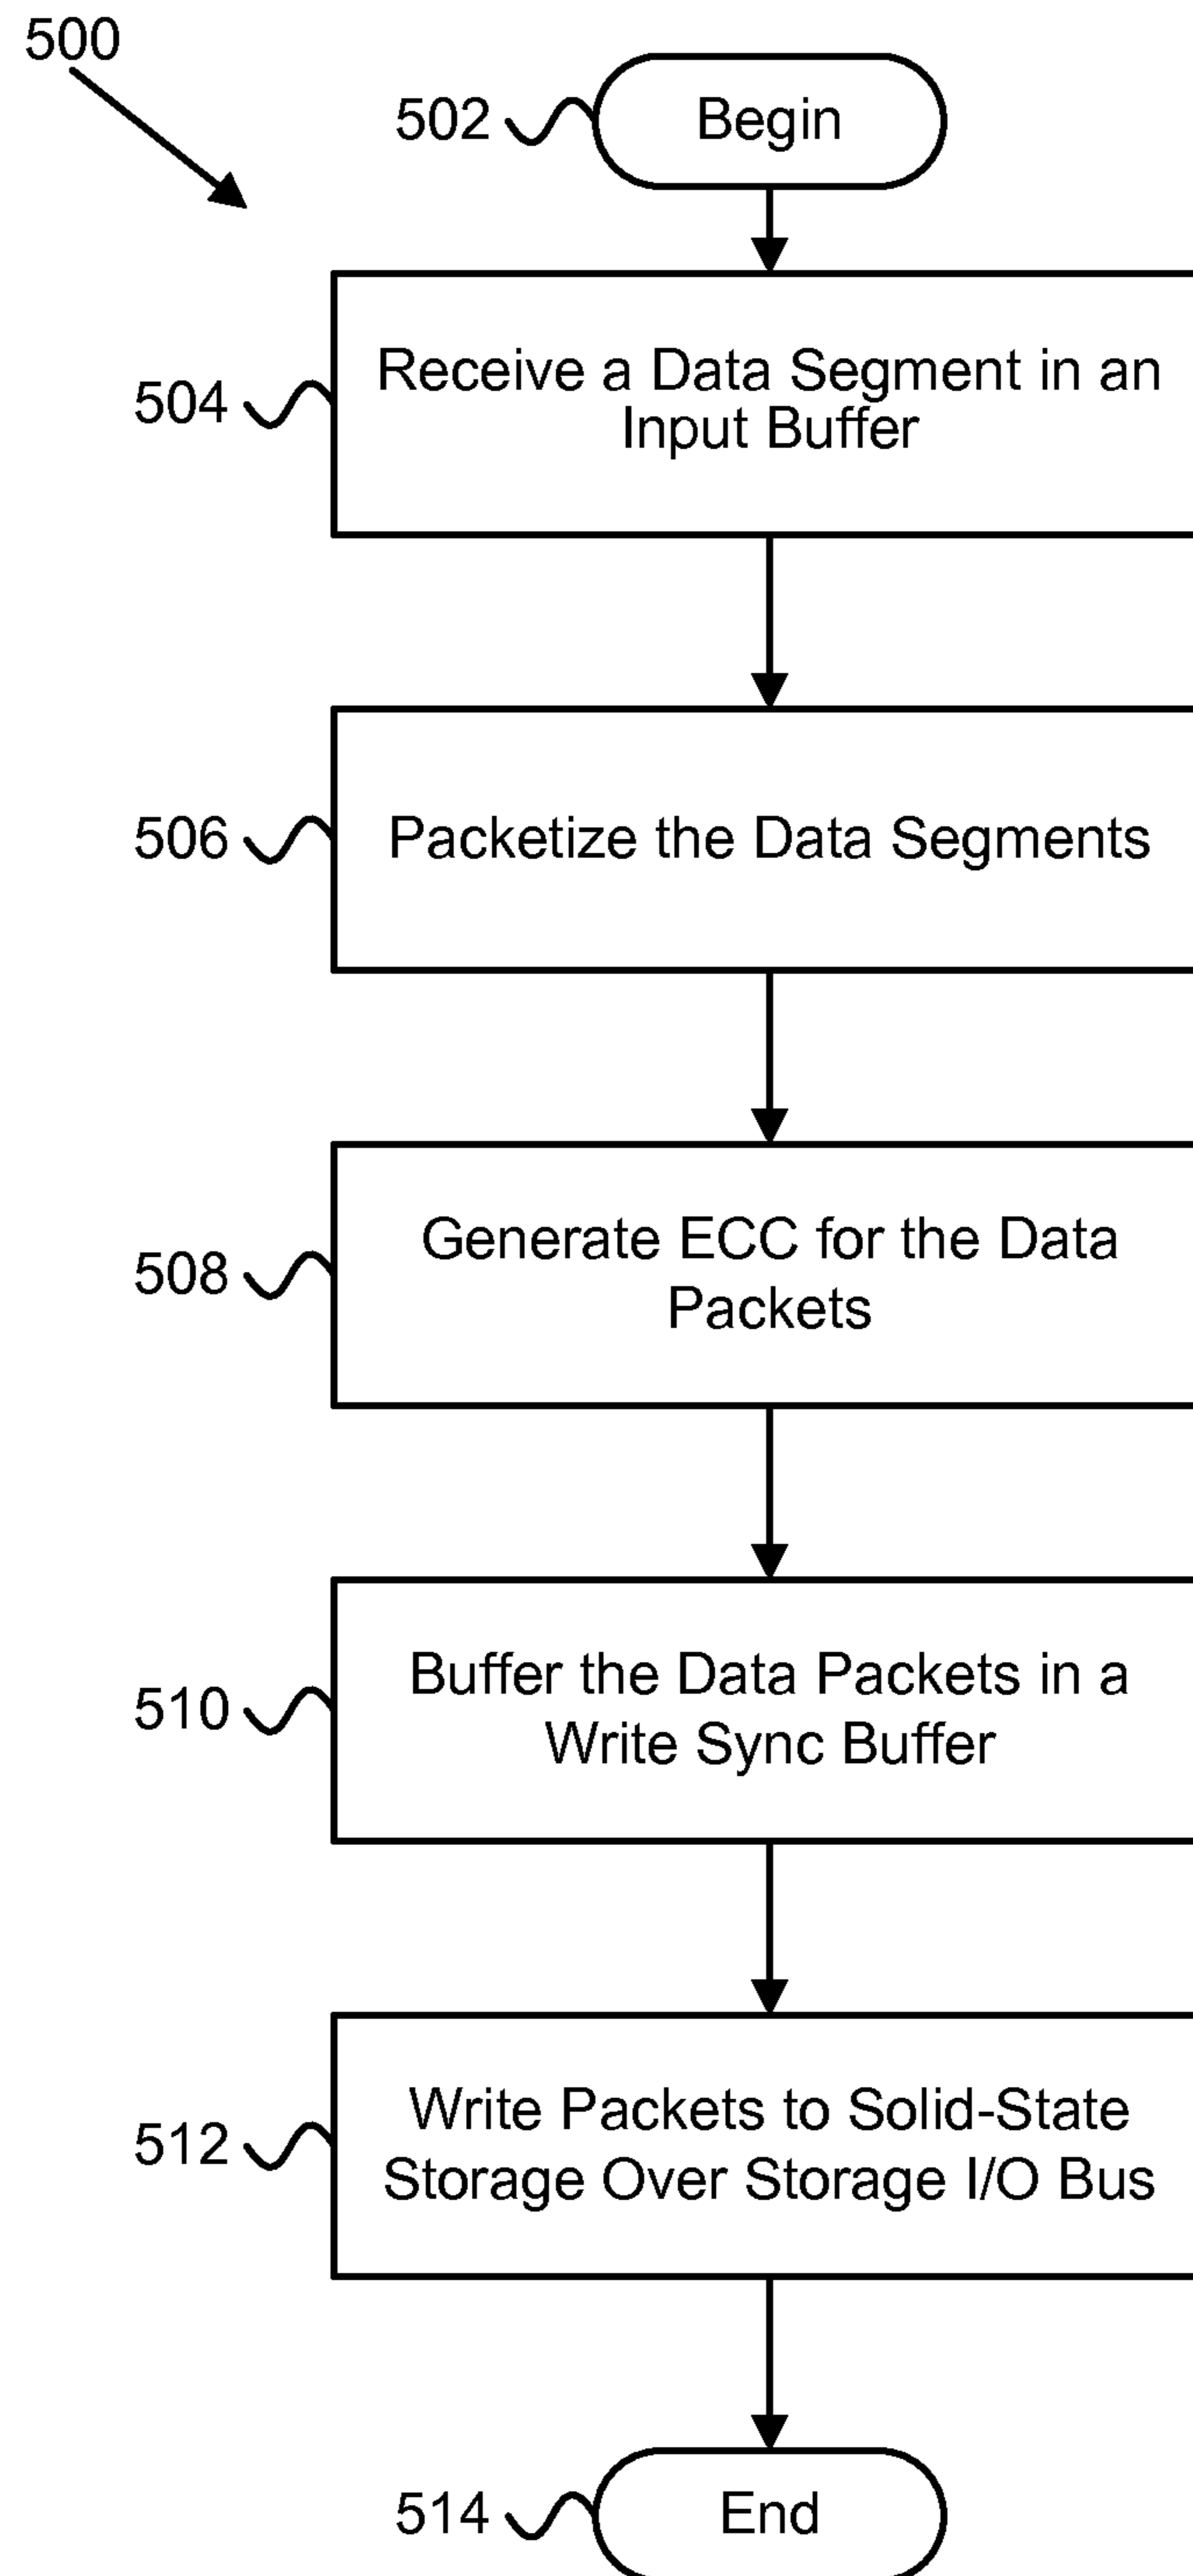 500
502
Begin
504
Receive a Data Segment in an
Input Buffer
506
Packetize the Data Segments
508
Generate ECC for the Data
Packets
510
Buffer the Data Packets in a
Write Sync Buffer
512
Write Packets to Solid-State
Storage Over Storage I/O Bus
514
End